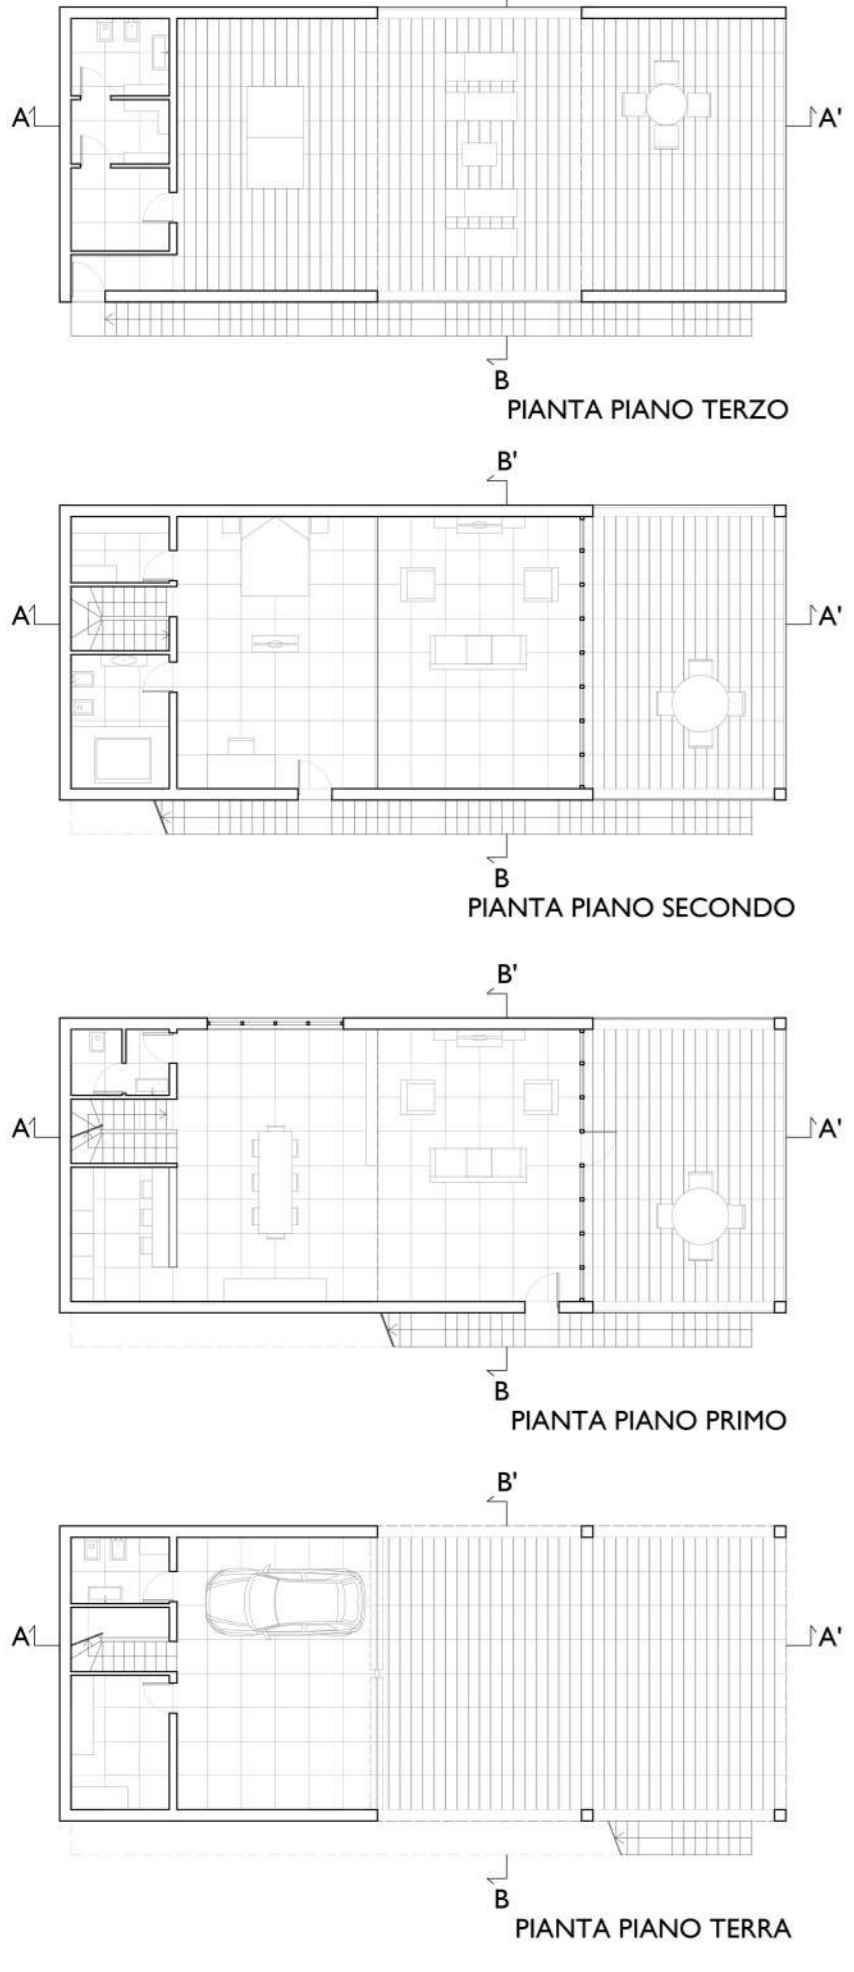 A A'
B
PIANTA PIANO TERZO
B'
A A'
B
PIANTA PIANO SECONDO
B'
A A'
B
PIANTA PIANO PRIMO
B'
A A'
B
PIANTA PIANO TERRA